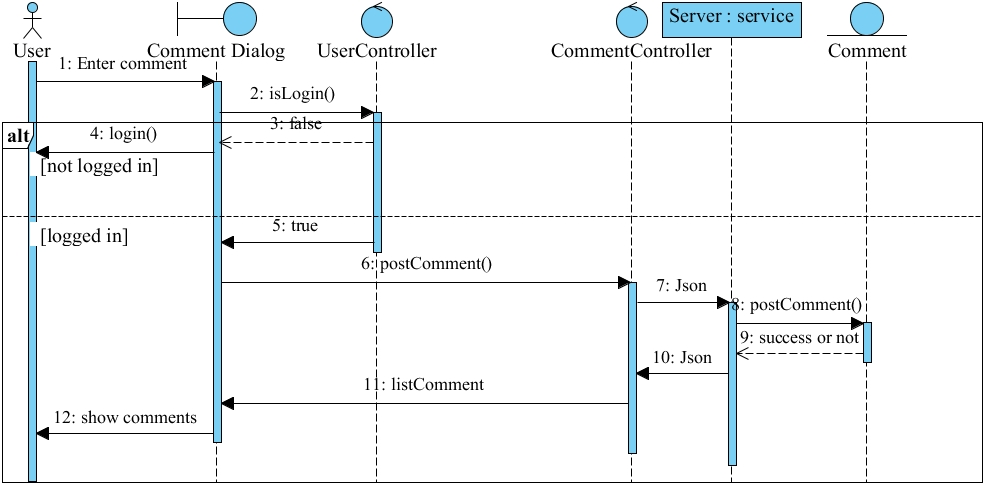 Server : service
User
Comment Dialog
UserController
CommentController
Comment
1: Enter comment
2: isLogin()
3: false
alt
4: login()
[not logged in]
5: true
[logged in]
6: postComment()
7: Json
8: postComment()
9: success or not
10: Json
11: listComment
12: show comments